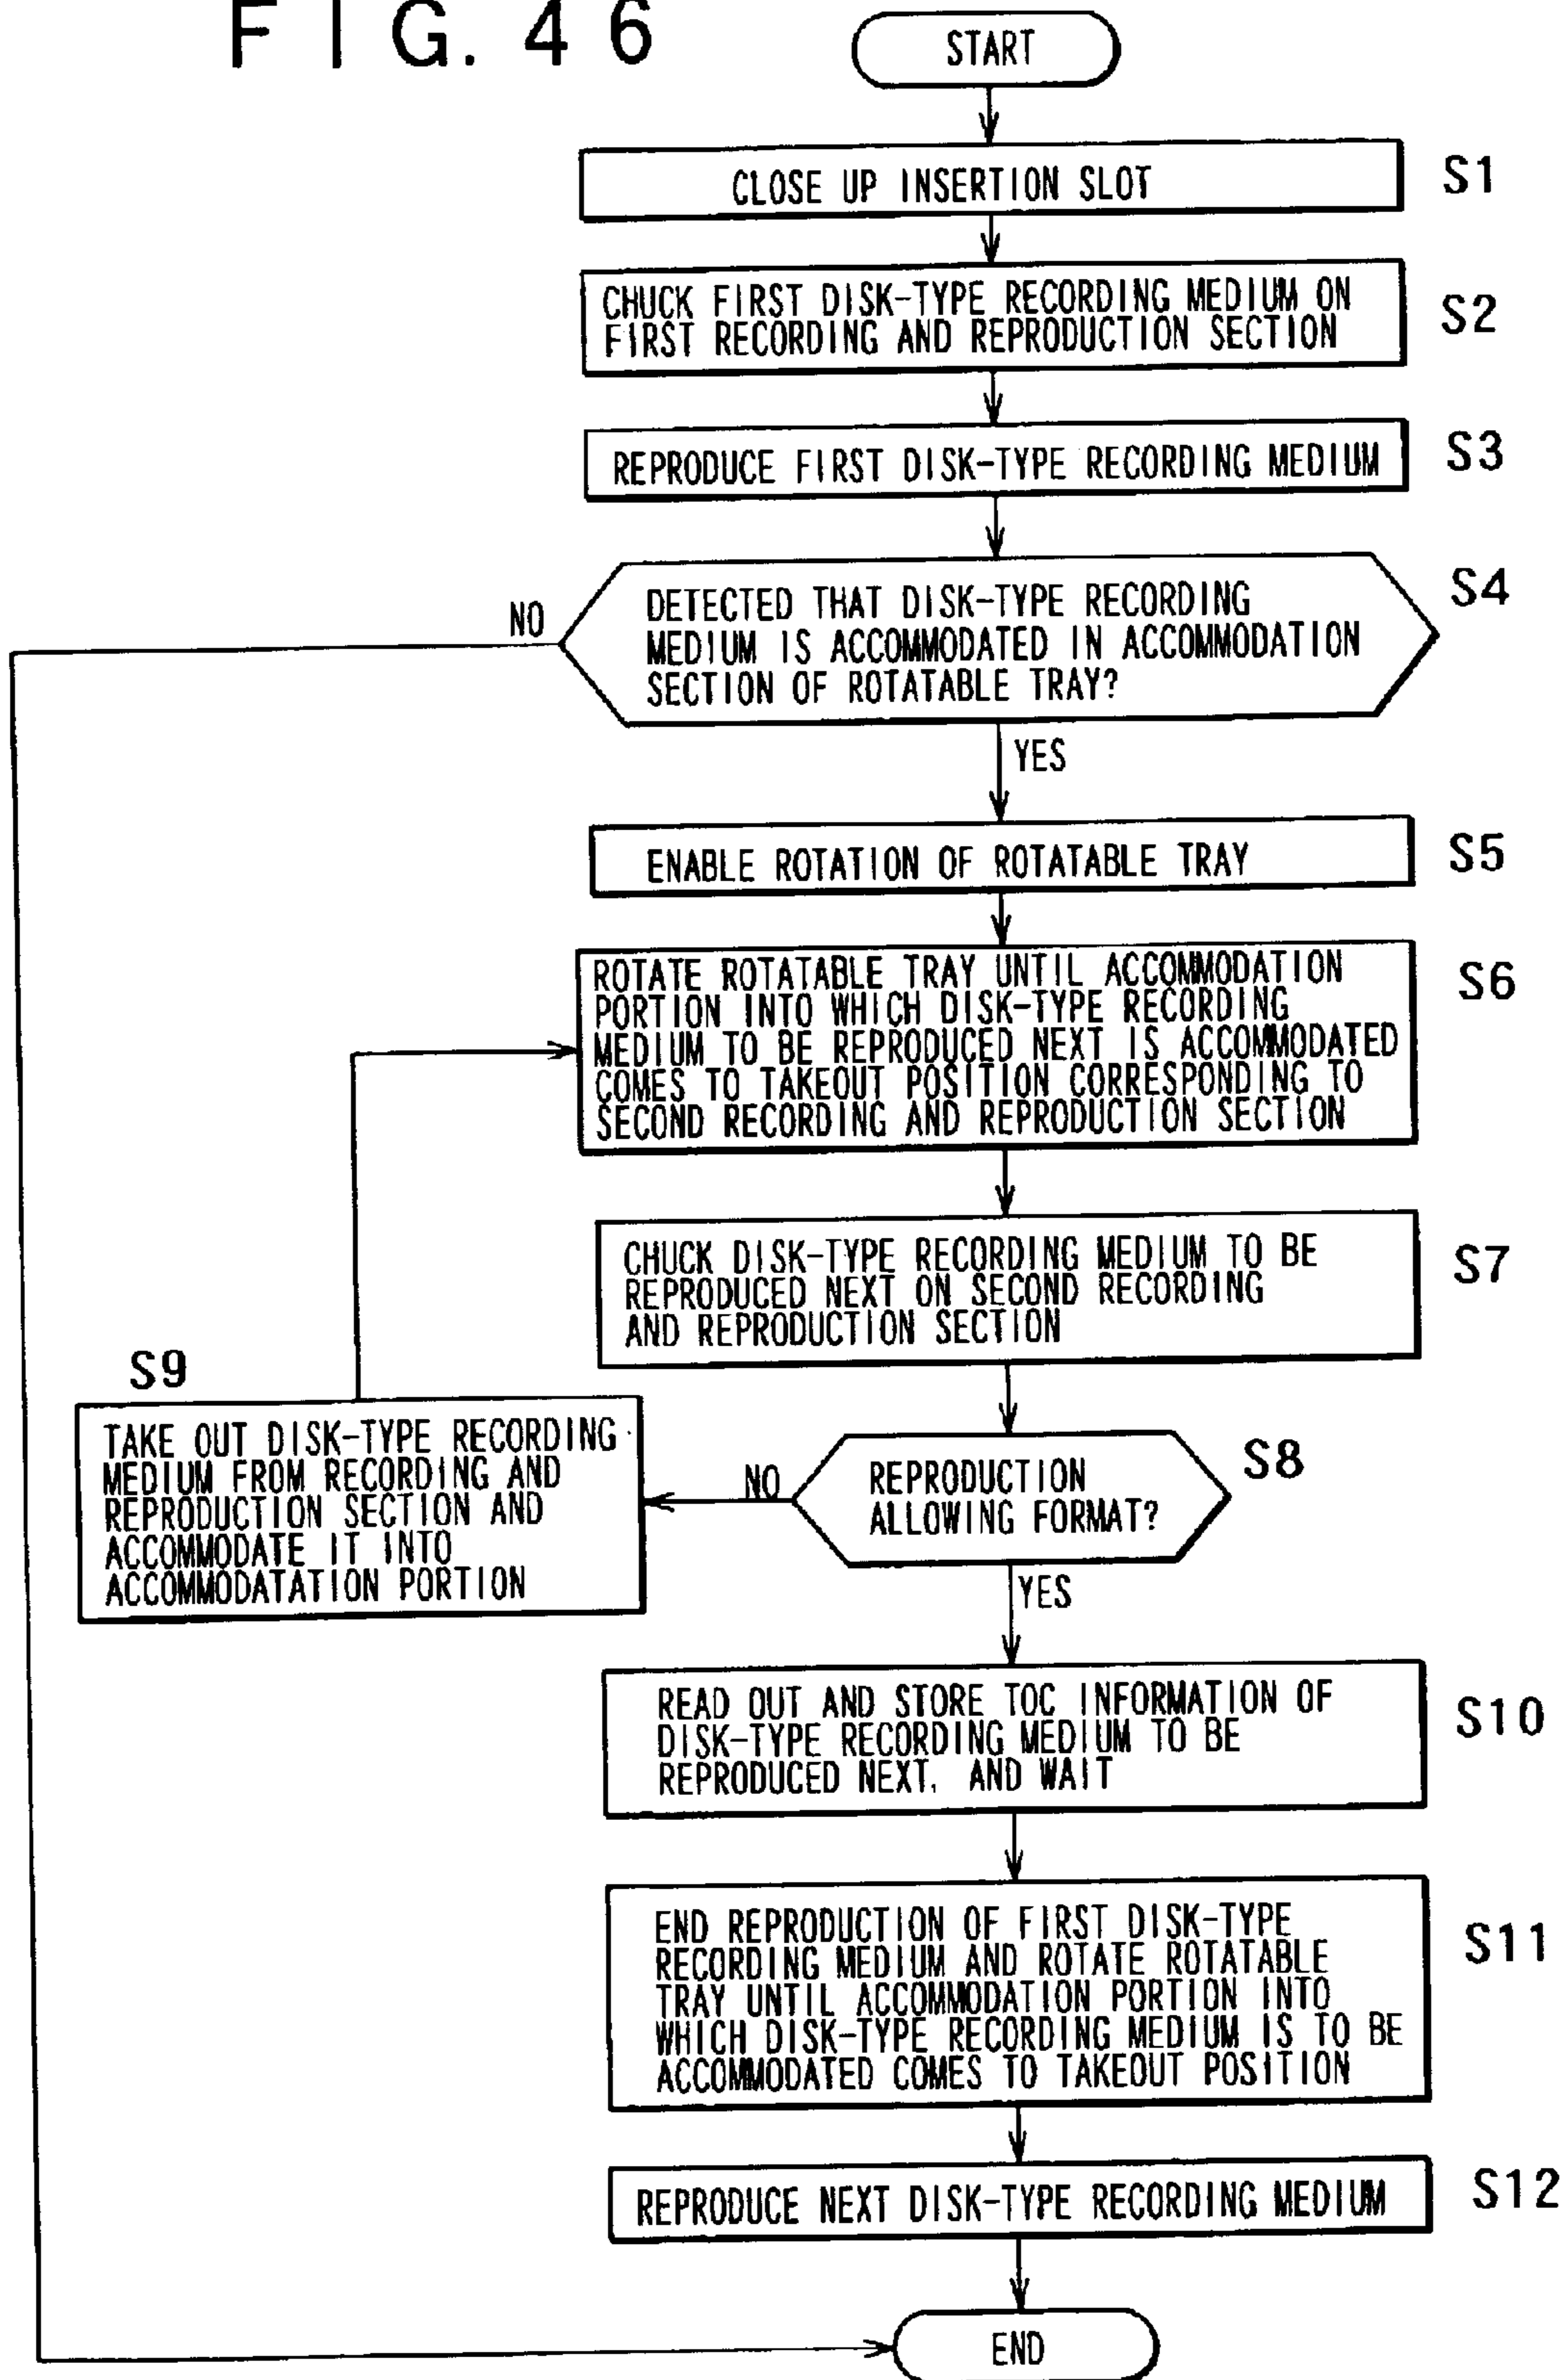 FIG. 46
START
CLOSE UP INSERTION SLOT
S1
CHUCK FIRST DISK-TYPE RECORDING MEDIUM ON
FIRST RECORDING AND REPRODUCTION SECTION
S2
REPRODUCE FIRST DISK-TYPE RECORDING MEDIUM
S3
DETECTED THAT DISK-TYPE RECORDING
MEDIUM IS ACCOMMODATED IN ACCOMMODATION
SECTION OF ROTATABLE TRAY?
S4
NO
YES
ENABLE ROTATION OF ROTATABLE TRAY
S5
ROTATE ROTATABLE TRAY UNTIL ACCOMMODATION
PORTION INTO WHICH DISK-TYPE RECORDING
MEDIUM TO BE REPRODUCED NEXT IS ACCOMMODATED
COMES TO TAKEOUT POSITION CORRESPONDING TO
SECOND RECORDING AND REPRODUCTION SECTION
S6
CHUCK DISK-TYPE RECORDING MEDIUM TO BE
REPRODUCED NEXT ON SECOND RECORDING
AND REPRODUCTION SECTION
S7
REPRODUCTION
ALLOWING FORMAT?
S8
NO
YES
S9
TAKE OUT DISK-TYPE RECORDING
MEDIUM FROM RECORDING AND
REPRODUCTION SECTION AND
ACCOMMODATE IT INTO
ACCOMMODATATION PORTION
READ OUT AND STORE TOC INFORMATION OF
DISK-TYPE RECORDING MEDIUM TO BE
REPRODUCED NEXT, AND WAIT
S10
END REPRODUCTION OF FIRST DISK-TYPE
RECORDING MEDIUM AND ROTATE ROTATABLE
TRAY UNTIL ACCOMMODATION PORTION INTO
WHICH DISK-TYPE RECORDING MEDIUM IS TO BE
ACCOMMODATED COMES TO TAKEOUT POSITION
S11
REPRODUCE NEXT DISK-TYPE RECORDING MEDIUM
S12
END